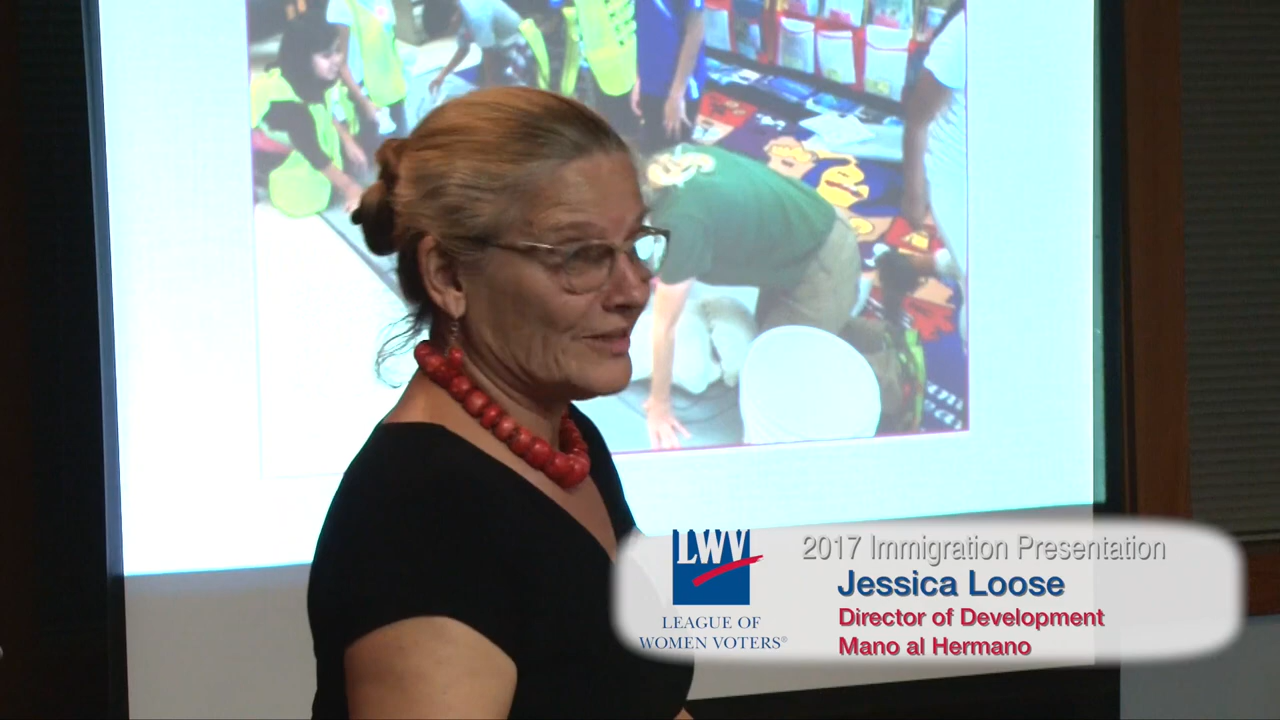 LWV
LEAGUE OF
WOMEN VOTERS®
2017 Immigration Presentation
Jessica Loose
Director of Development
Mano al Hermano